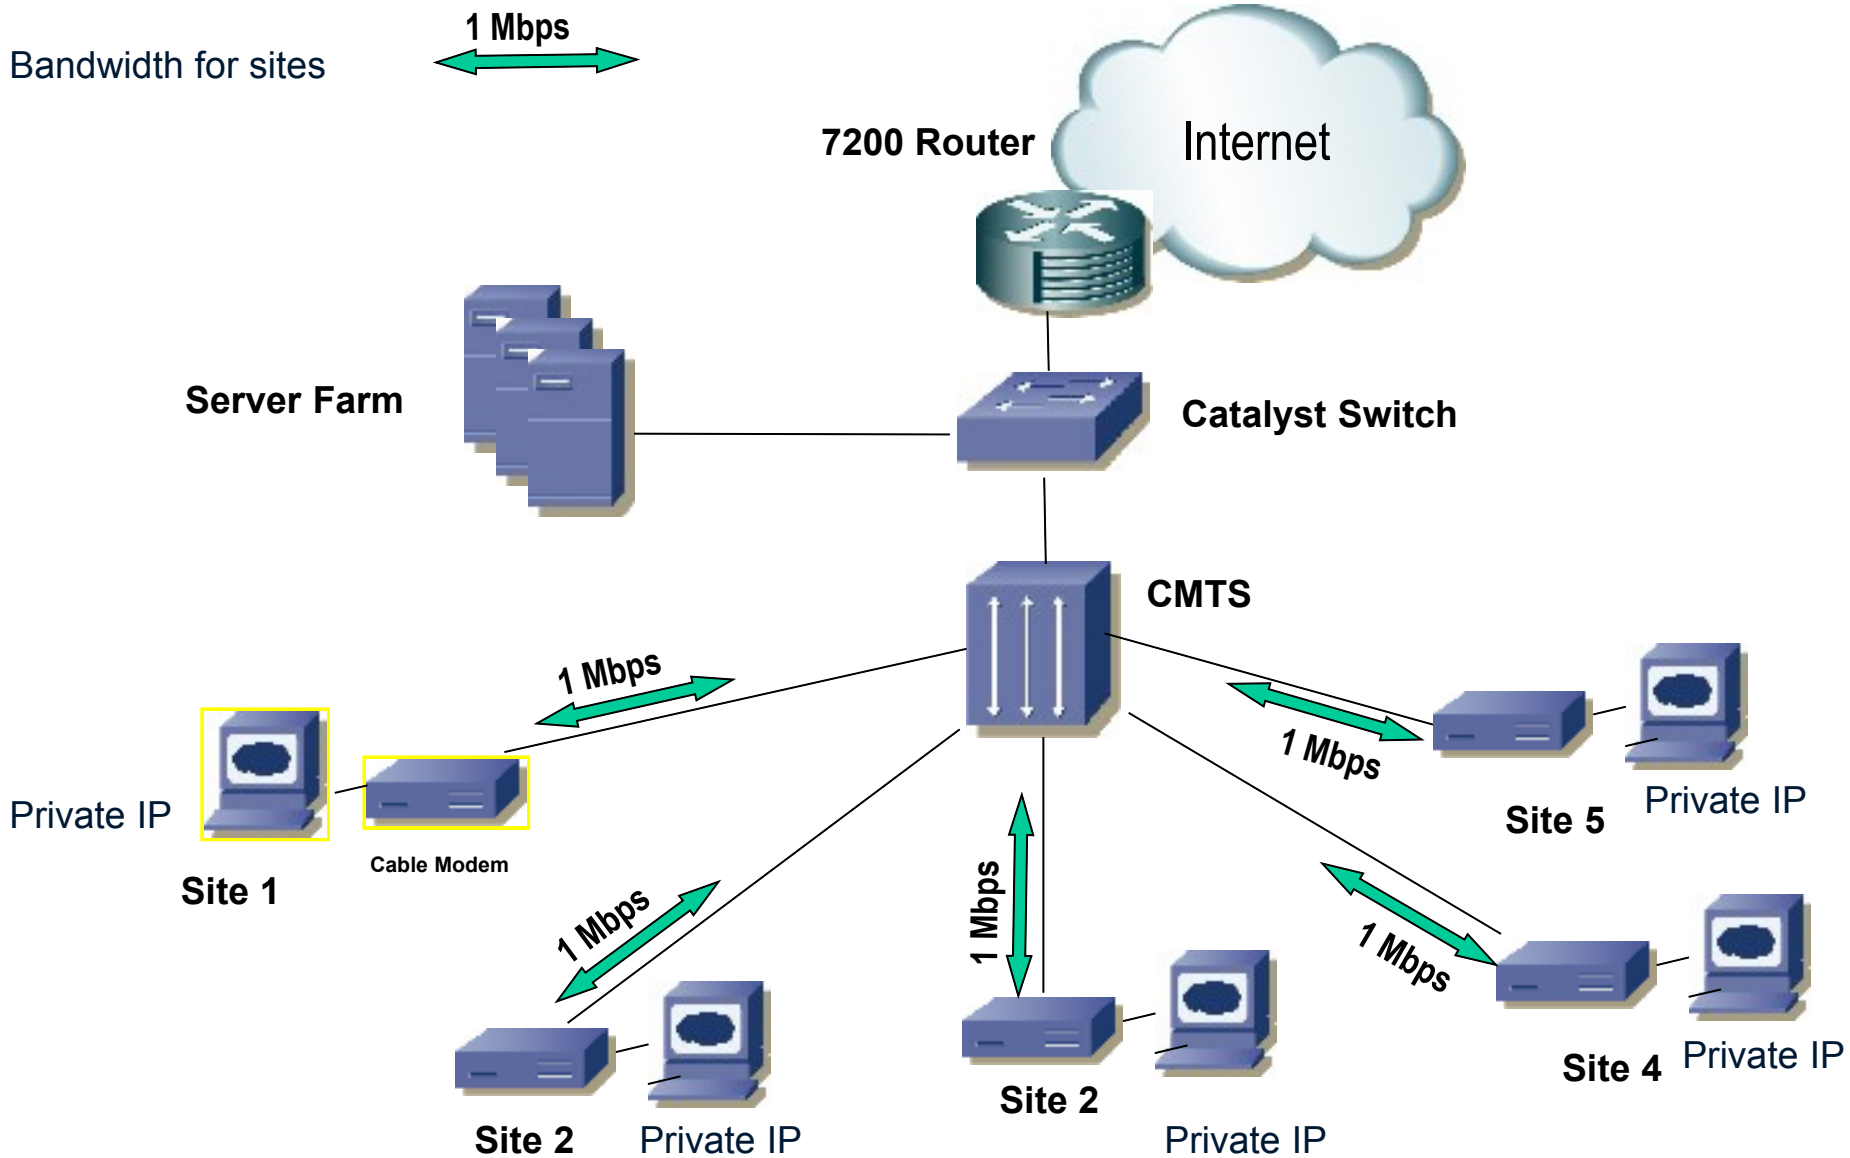 1 Mbps
Bandwidth for sites
7200 Router
Internet
Server Farm
Catalyst Switch
CMTS
1 Mbps
1 Mbps
Private IP
Cable Modem
Site 1
Private IP
Site 5
1 Mbps
1 Mbps
1 Mbps
Site 2
Private IP
Site 2
Private IP
Site 4
Private IP